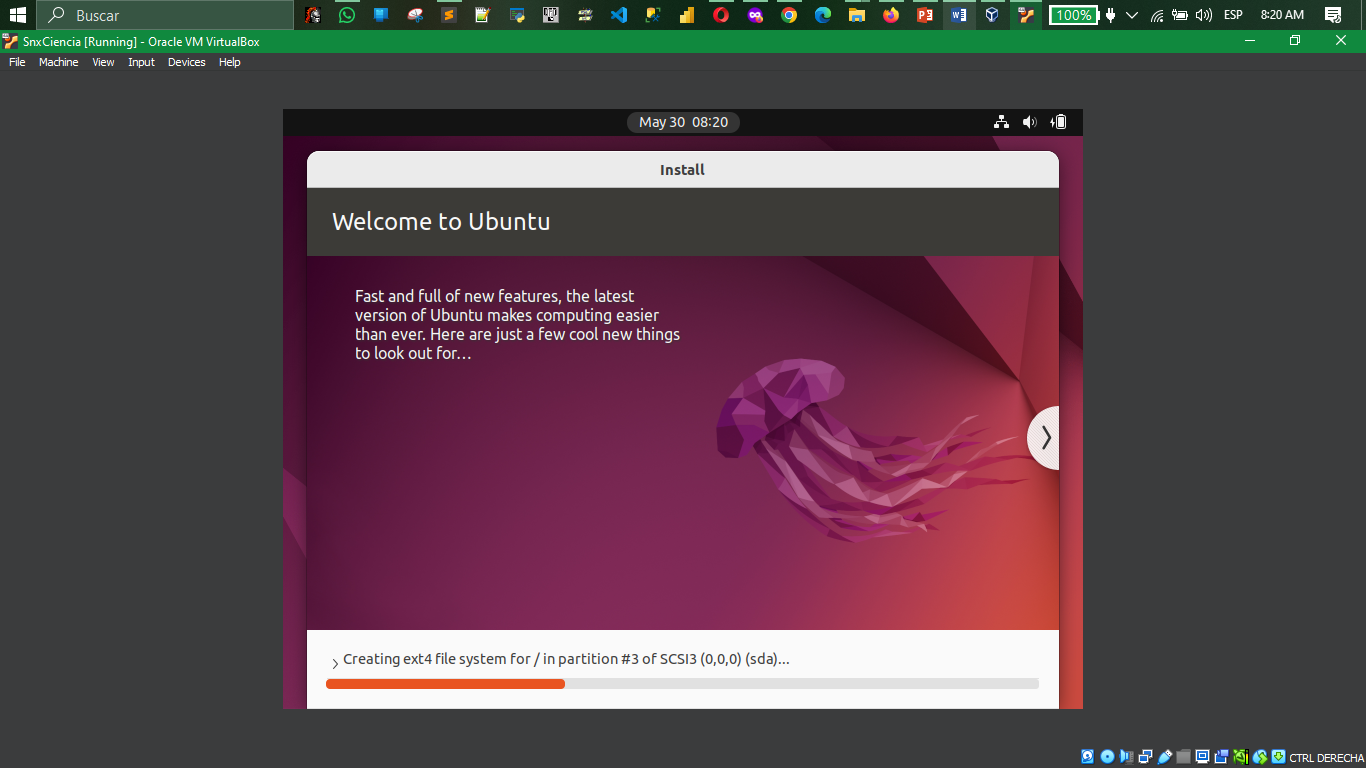 Buscar
100%
ESP
8:20 AM
SnxCiencia [Running] - Oracle VM VirtualBox
File Machine View Input Devices Help
May 30 08:20
Install
Welcome to Ubuntu
Fast and full of new features, the latest
version of Ubuntu makes computing easier
than ever. Here are just a few cool new things
to look out for…
Creating ext4 file system for / in partition #3 of SCSI3 (0,0,0) (sda)...
CTRL DERECHA